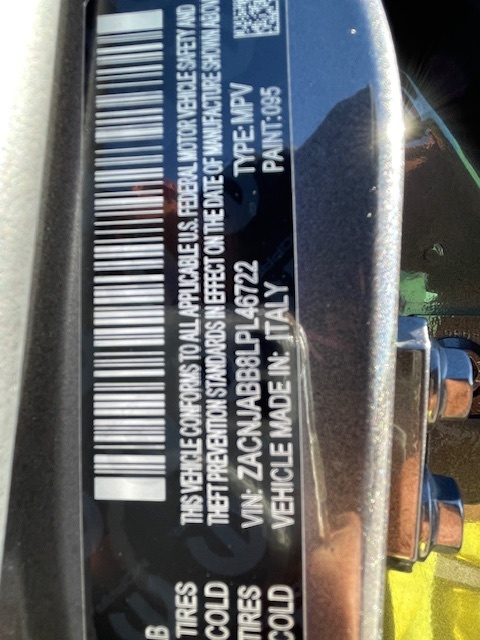 THIS VEHICLE CONFORMS TO ALL APPLICABLE U.S. FEDERAL MOTOR VEHICLE SAFETY AND
THEFT PREVENTION STANDARDS IN EFFECT ON THE DATE OF MANUFACTURE SHOWN ABOVE
VIN: ZACNJABB8LPL46722 TYPE: MPV
VEHICLE MADE IN: ITALY PAINT: 095
B
TIRES
COLD
TIRES
COLD